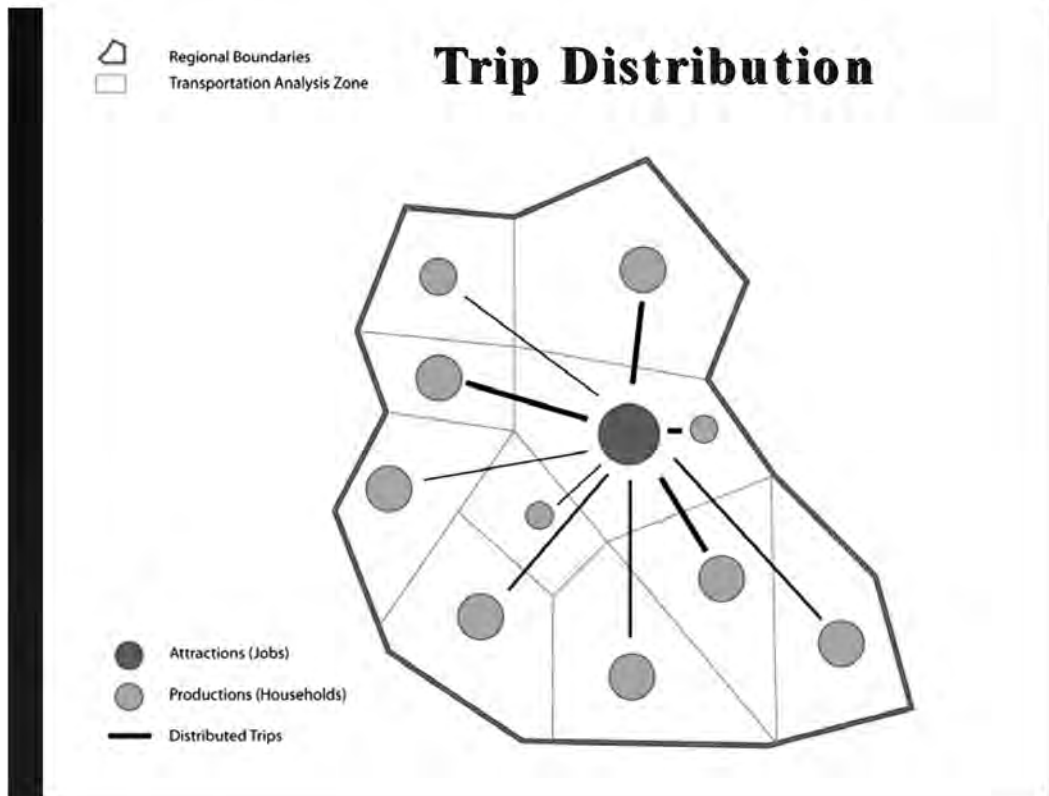 Regional Boundaries
Transportation Analysis Zone
Trip Distribution
Attractions (Jobs)
Productions (Households)
Distributed Trips